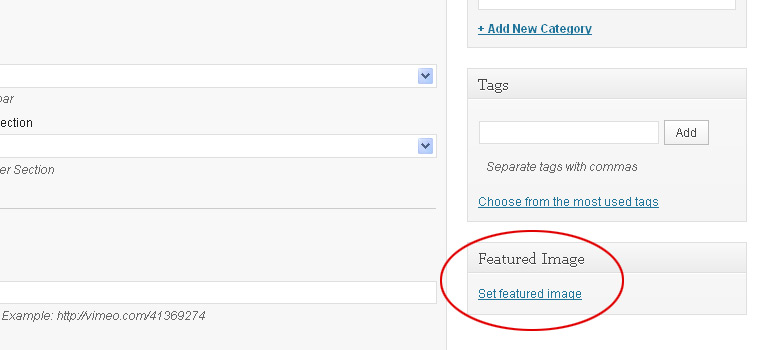 bar
ection
er Section
Example: http://vimeo.com/41369274
+ Add New Category
Tags
Add
Separate tags with commas
Choose from the most used tags
Featured Image
Set featured image